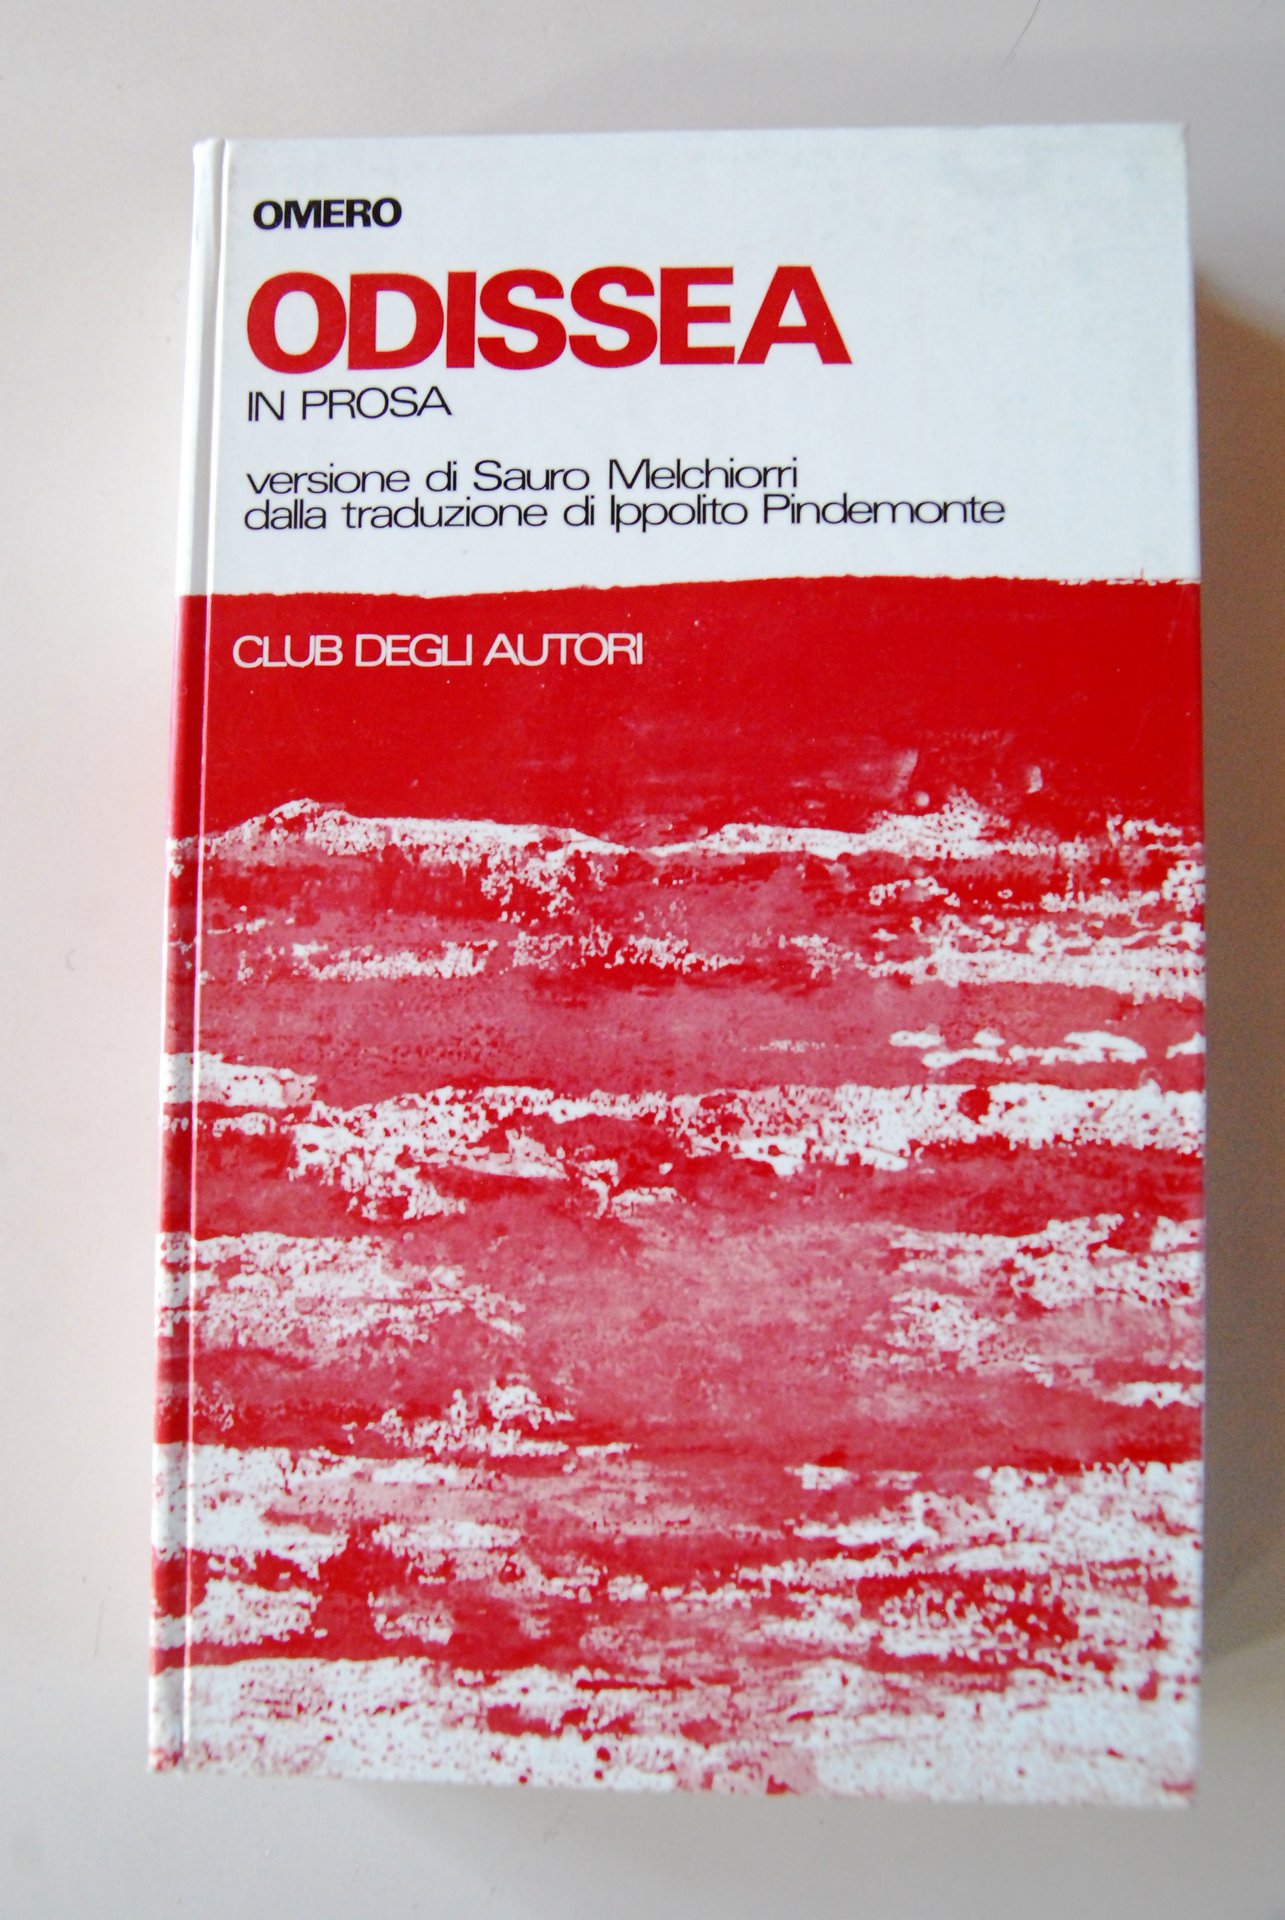 OMERO
ODISSEA
IN PROSA
versione di Sauro Melchiorri
dalla traduzione di Ippolito Pindemonte
CLUB DEGLI AUTORI